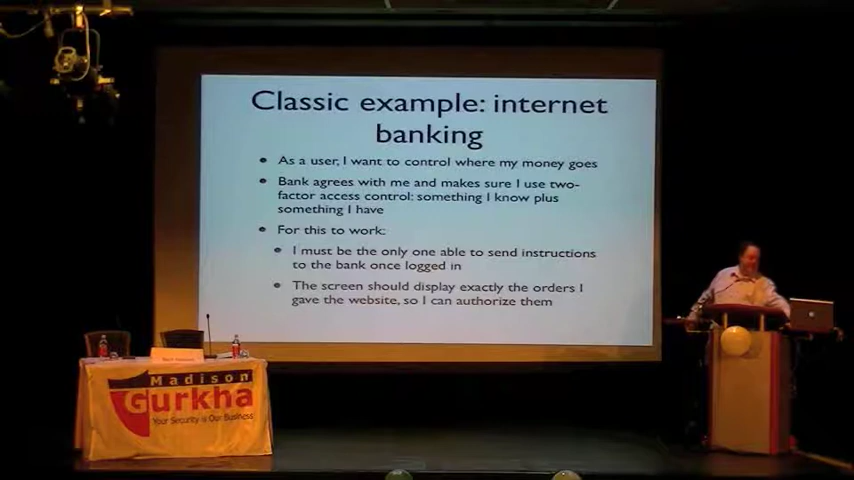 Classic example: internet
banking
• As a user, I want to control where my money goes
• Bank agrees with me and makes sure I use two-
factor access control: something I know plus
something I have
• For this to work:
• I must be the only one able to send instructions
to the bank once logged in
• The screen should display exactly the orders I
gave the website, so I can authorize them
Madison
Gurkha
Your Security is Our Business